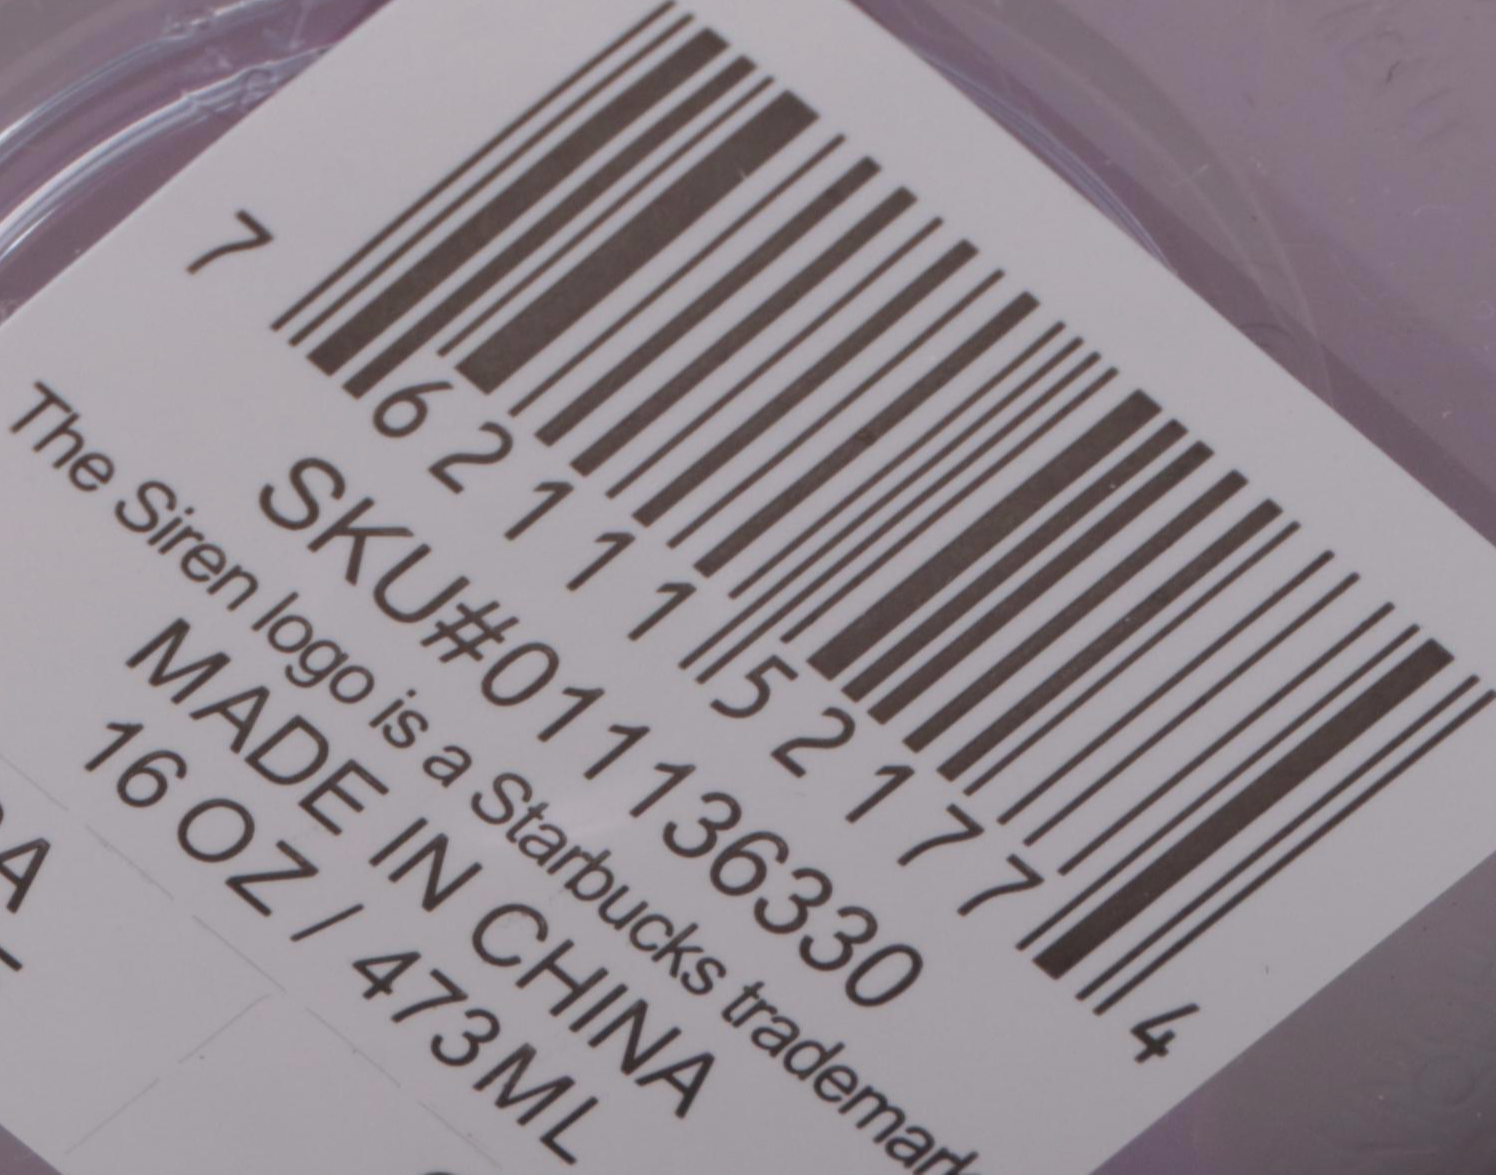 7 62111 52177 4
SKU#011136330
The Siren logo is a Starbucks trademark
MADE IN CHINA
16 OZ / 473ML